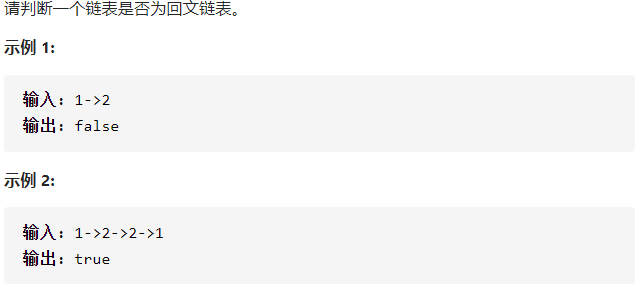 请判断一个链表是否为回文链表。
示例 1:
输入：1->2
输出：false
示例 2:
输入：1->2->2->1
输出：true